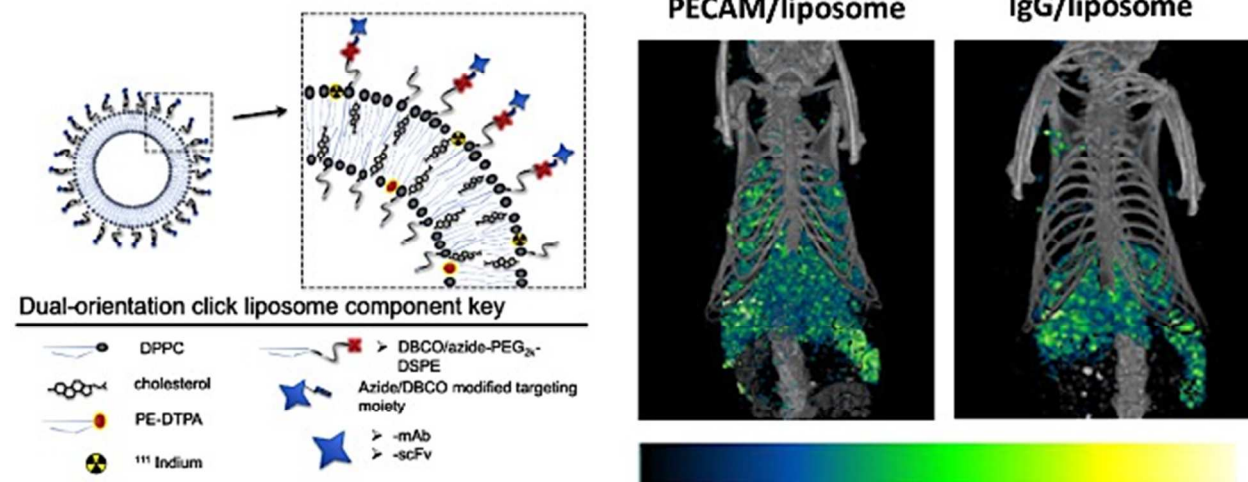 PECAM/liposome
IgG/liposome
Dual-orientation click liposome component key
DPPC
cholesterol
PE-DTPA
¹¹¹ Indium
➢ DBCO/azide-PEG₂ₖ-
DSPE
Azide/DBCO modified targeting
moiety
➢ -mAb
➢ -scFv